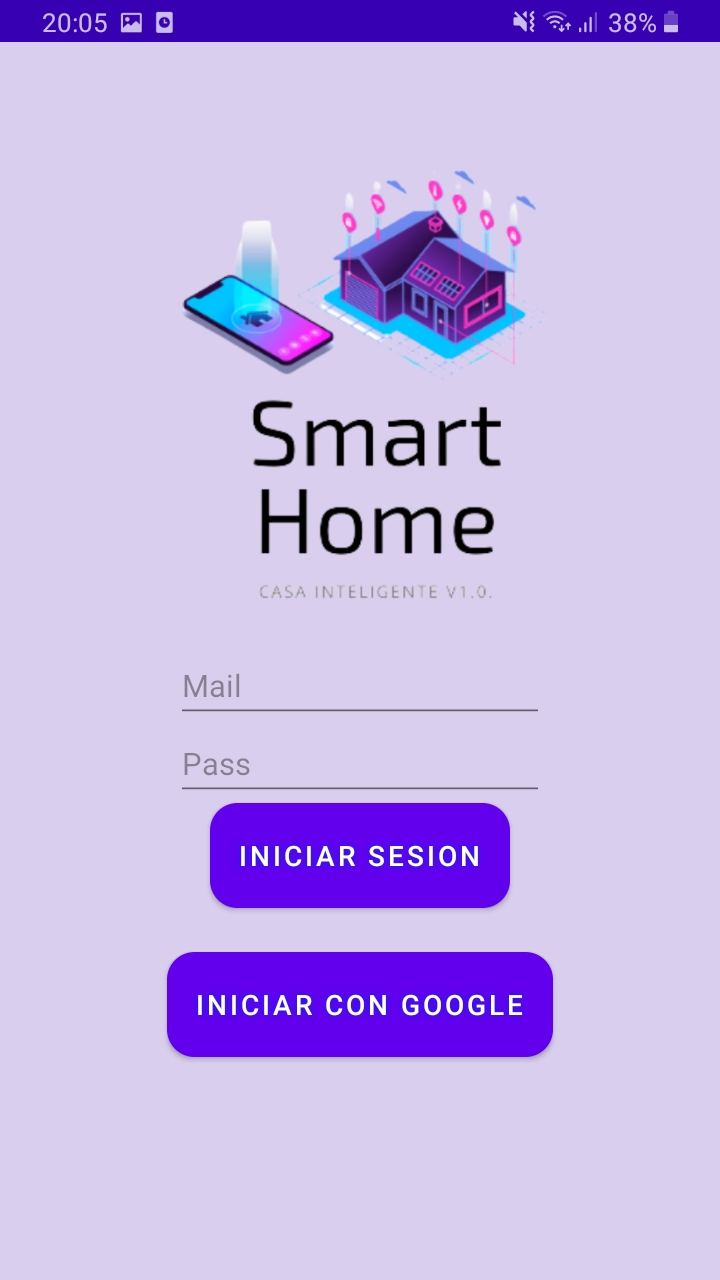 20:05 38%
Smart
Home
CASA INTELIGENTE V1.0.
Mail
Pass
INICIAR SESION
INICIAR CON GOOGLE